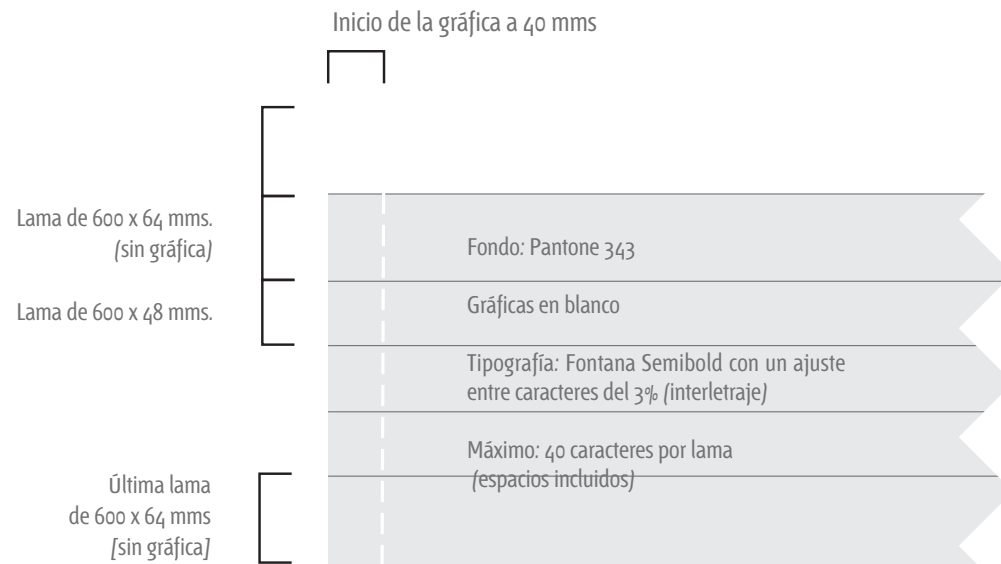 Inicio de la gráfica a 40 mms
Lama de 600 x 64 mms.
(sin gráfica)
Fondo: Pantone 343
Lama de 600 x 48 mms.
Gráficas en blanco
Tipografía: Fontana Semibold con un ajuste
entre caracteres del 3% (interletraje)
Máximo: 40 caracteres por lama
(espacios incluidos)
Última lama
de 600 x 64 mms
[sin gráfica]